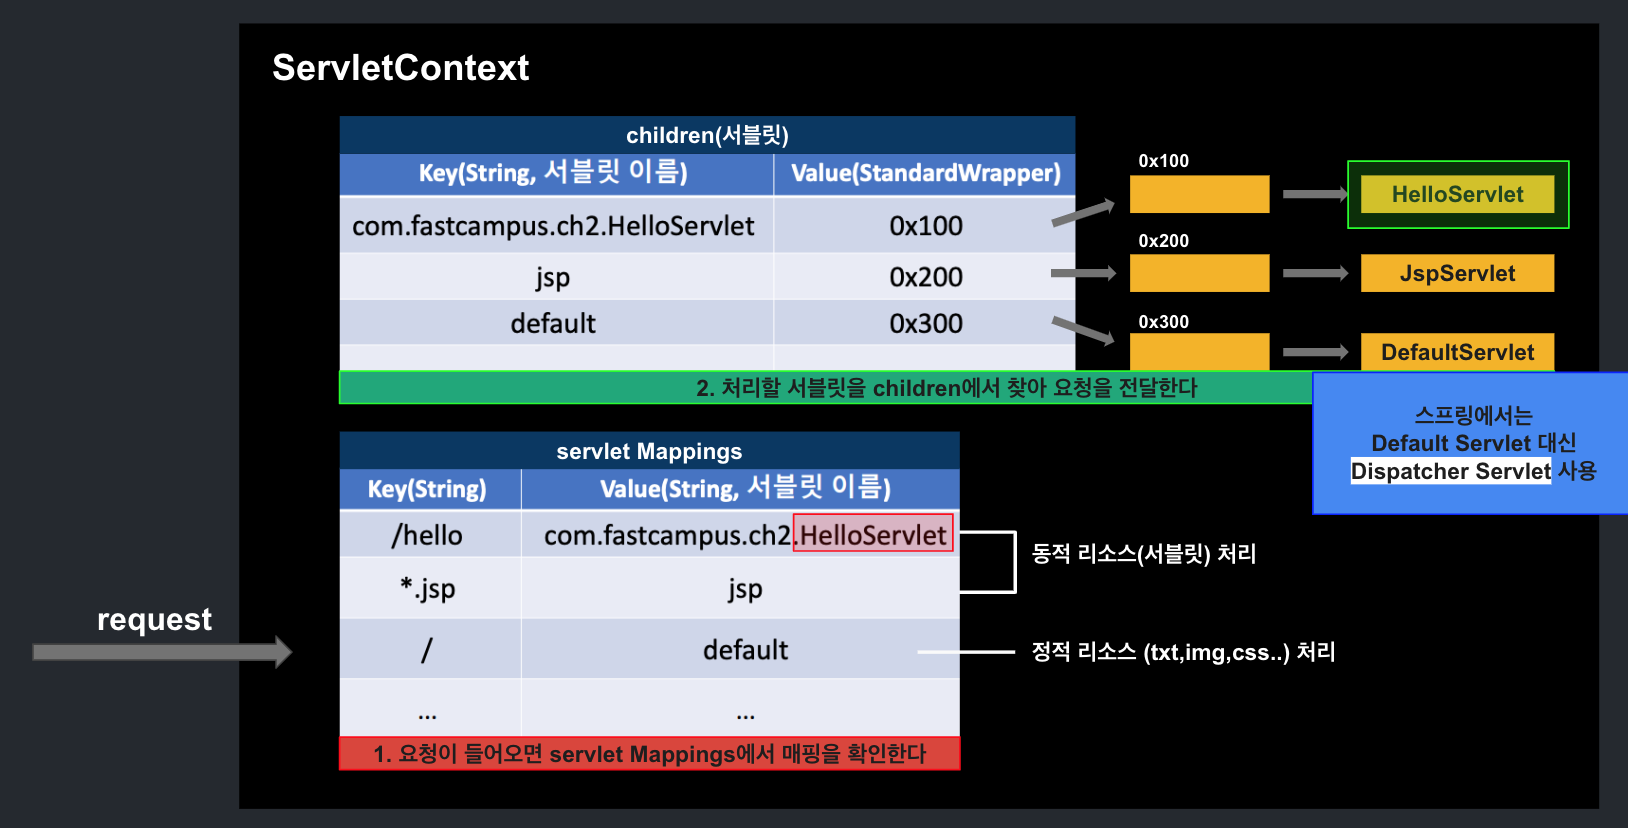 ServletContext
children(서블릿)
Key(String, 서블릿 이름)
Value(StandardWrapper)
com.fastcampus.ch2.HelloServlet
0x100
jsp
0x200
default
0x300
0x100
HelloServlet
0x200
JspServlet
0x300
DefaultServlet
2. 처리할 서블릿을 children에서 찾아 요청을 전달한다
스프링에서는
Default Servlet 대신
Dispatcher Servlet 사용
servlet Mappings
Key(String)
Value(String, 서블릿 이름)
/hello
com.fastcampus.ch2.HelloServlet
*.jsp
jsp
/
default
...
...
동적 리소스(서블릿) 처리
정적 리소스 (txt,img,css..) 처리
request
1. 요청이 들어오면 servlet Mappings에서 매핑을 확인한다